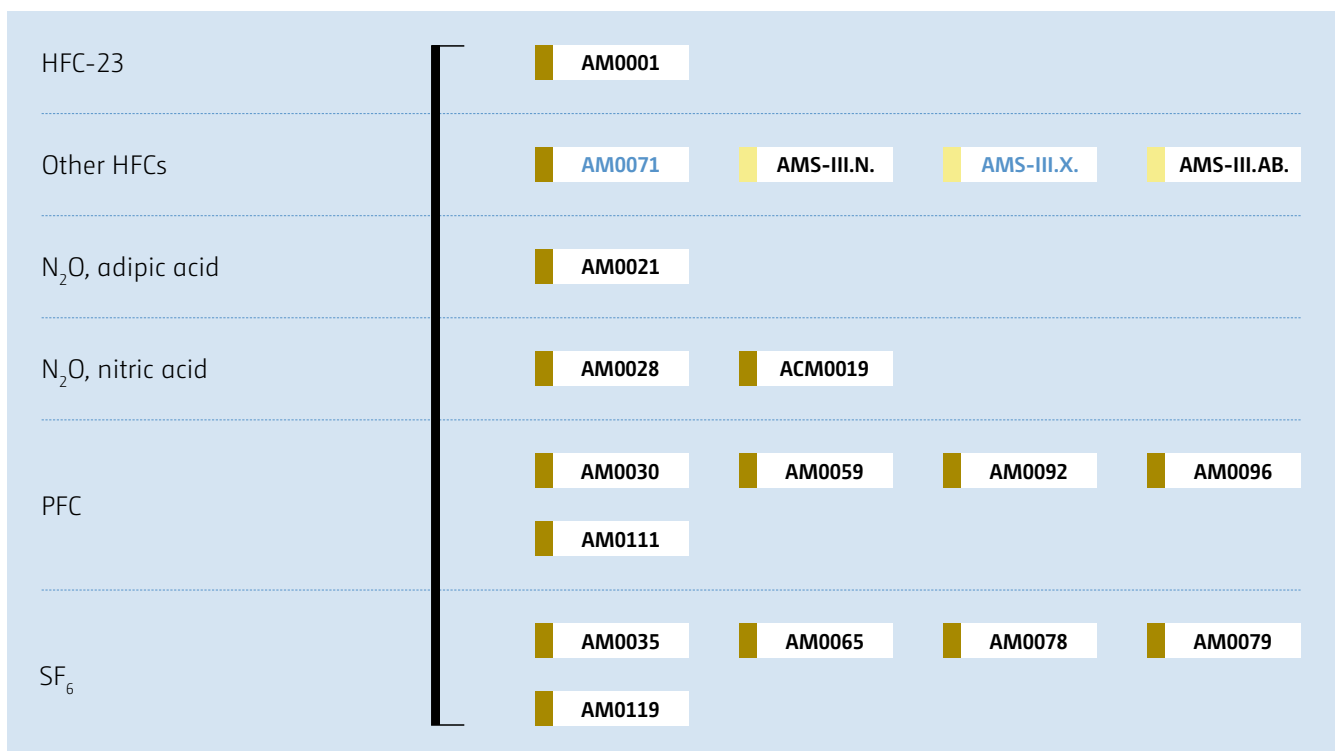 HFC-23 AM0001
Other HFCs AM0071 AMS-III.N. AMS-III.X. AMS-III.AB.
N₂O, adipic acid AM0021
N₂O, nitric acid AM0028 ACM0019
PFC
AM0030 AM0059 AM0092 AM0096
AM0111
SF₆
AM0035 AM0065 AM0078 AM0079
AM0119